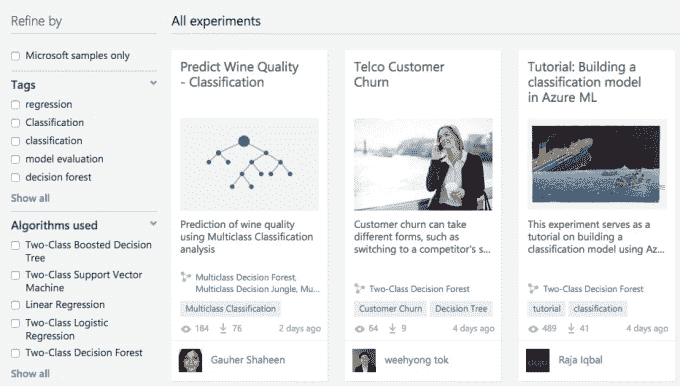 Refine by
Microsoft samples only
Tags
regression
Classification
classification
model evaluation
decision forest
Show all
Algorithms used
Two-Class Boosted Decision
Tree
Two-Class Support Vector
Machine
Linear Regression
Two-Class Logistic
Regression
Two-Class Decision Forest
Show all
All experiments
Predict Wine Quality
- Classification
Prediction of wine quality
using Multiclass Classification
analysis
Multiclass Decision Forest,
Multiclass Decision Jungle, Mu...
Multiclass Classification
184 76 2 days ago
Gauher Shaheen
Telco Customer
Churn
Customer churn can take
different forms, such as
switching to a competitor's s...
Two-Class Decision Forest
Customer Churn Decision Tree
64 9 4 days ago
weehyong tok
Tutorial: Building a
classification model
in Azure ML
This experiment serves as a
tutorial on building a
classification model using Az...
Two-Class Decision Forest
tutorial classification
489 41 4 days ago
Raja Iqbal